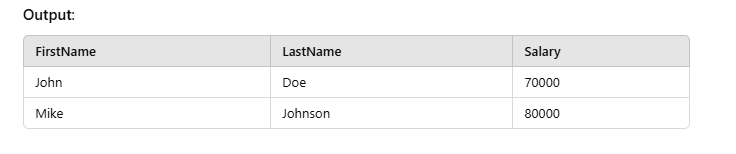 Output:
FirstName LastName Salary
John Doe 70000
Mike Johnson 80000